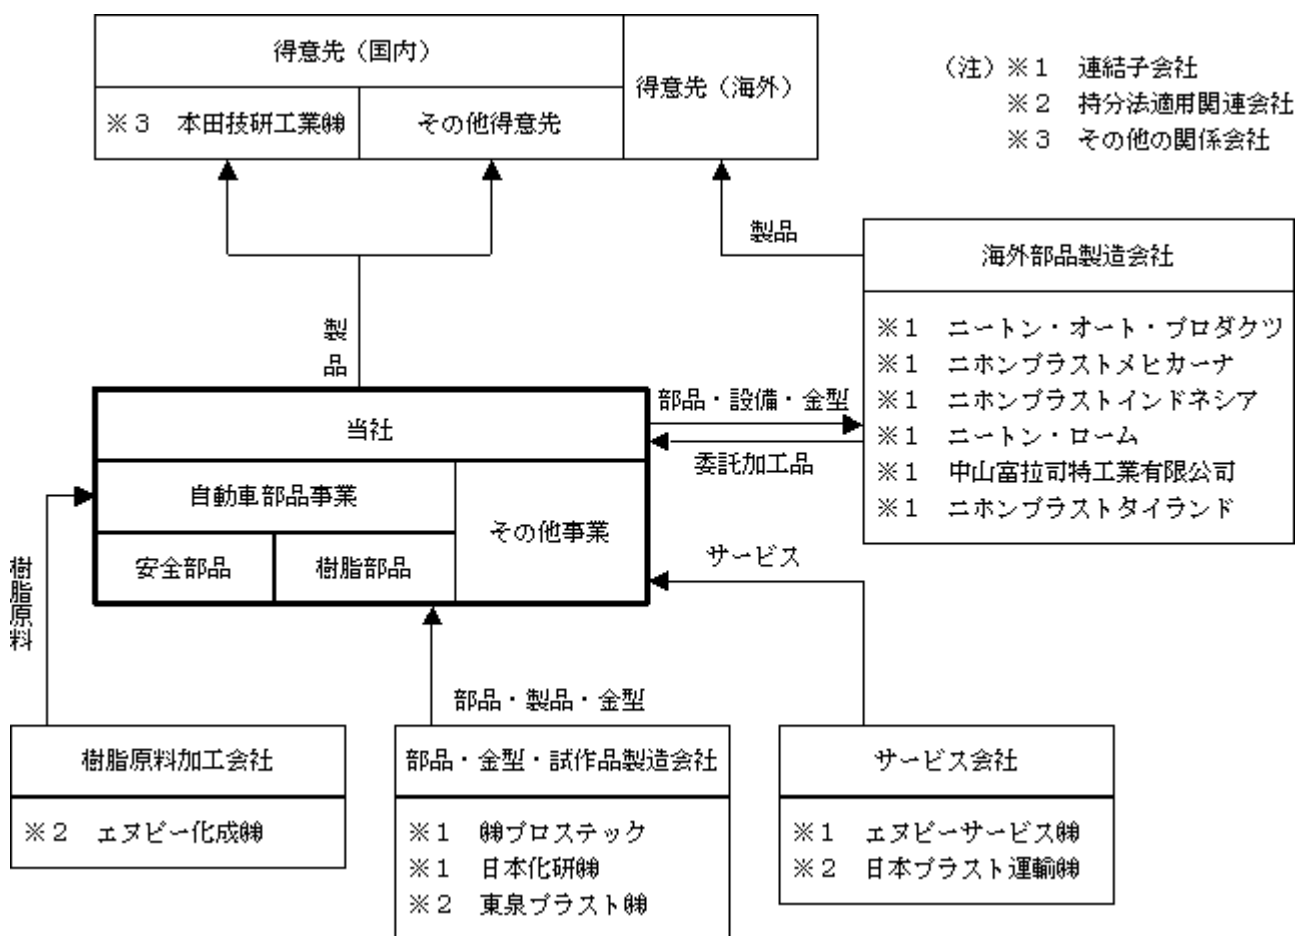 得意先（国内）
得意先（海外）
※３　本田技研工業㈱
その他得意先
（注）※１　連結子会社
※２　持分法適用関連会社
※３　その他の関係会社
製品
海外部品製造会社
※１　ニートン・オート・プロダクツ
※１　ニホンプラストメヒカーナ
※１　ニホンプラストインドネシア
※１　ニートン・ローム
※１　中山富拉司特工業有限公司
※１　ニホンプラストタイランド
製品
部品・設備・金型
委託加工品
当社
自動車部品事業
その他事業
安全部品
樹脂部品
サービス
樹脂原料
部品・製品・金型
樹脂原料加工会社
※２　エヌピー化成㈱
部品・金型・試作品製造会社
※１　㈱プロステック
※１　日本化研㈱
※２　東泉プラスト㈱
サービス会社
※１　エヌピーサービス㈱
※２　日本プラスト運輸㈱